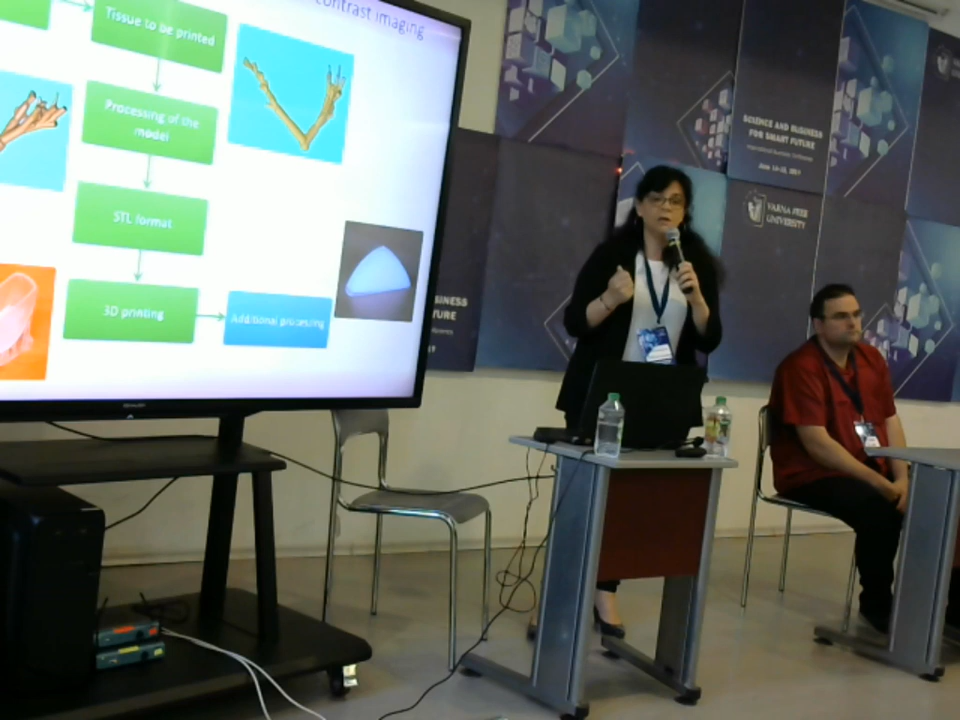 contrast imaging
Tissue to be printed
Processing of the
model
STL format
3D printing
Additional processing
SCIENCE AND BUSINESS
FOR SMART FUTURE
VARNA FREE
UNIVERSITY